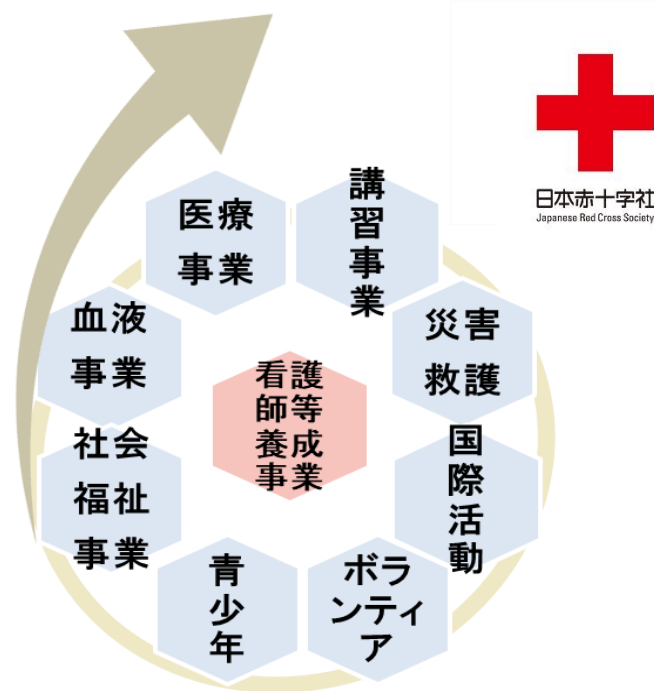 日本赤十字社
Japanese Red Cross Society
医療
事業
講
習
事
業
血液
事業
災害
救護
看護
師等
養成
事業
社会
福祉
事業
国
際
活
動
青
少
年
ボラ
ンティ
ア